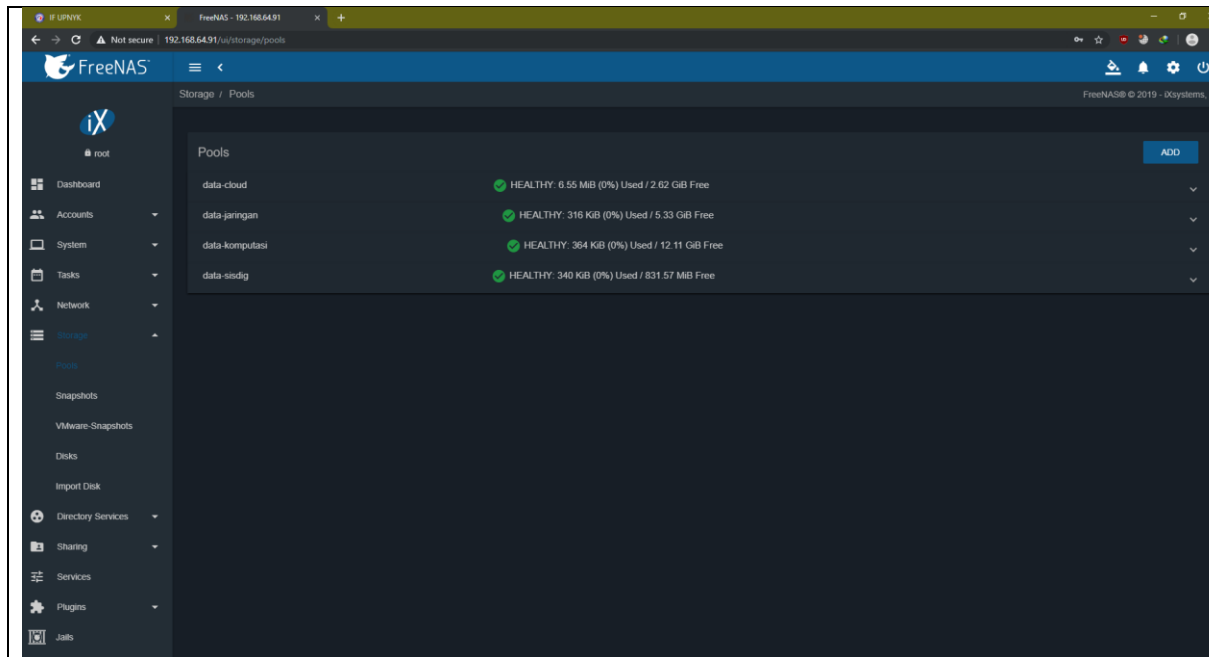 IF UPNYK
FreeNAS - 192.168.64.91
Not secure | 192.168.64.91/ui/storage/pools
FreeNAS®
Storage / Pools
FreeNAS® © 2019 - iXsystems,
iX
root
Pools
ADD
data-cloud HEALTHY: 6.55 MiB (0%) Used / 2.62 GiB Free
data-jaringan HEALTHY: 316 KiB (0%) Used / 5.33 GiB Free
data-komputasi HEALTHY: 364 KiB (0%) Used / 12.11 GiB Free
data-sisdig HEALTHY: 340 KiB (0%) Used / 831.57 MiB Free
Dashboard
Accounts
System
Tasks
Network
Storage
Pools
Snapshots
VMware-Snapshots
Disks
Import Disk
Directory Services
Sharing
Services
Plugins
Jails